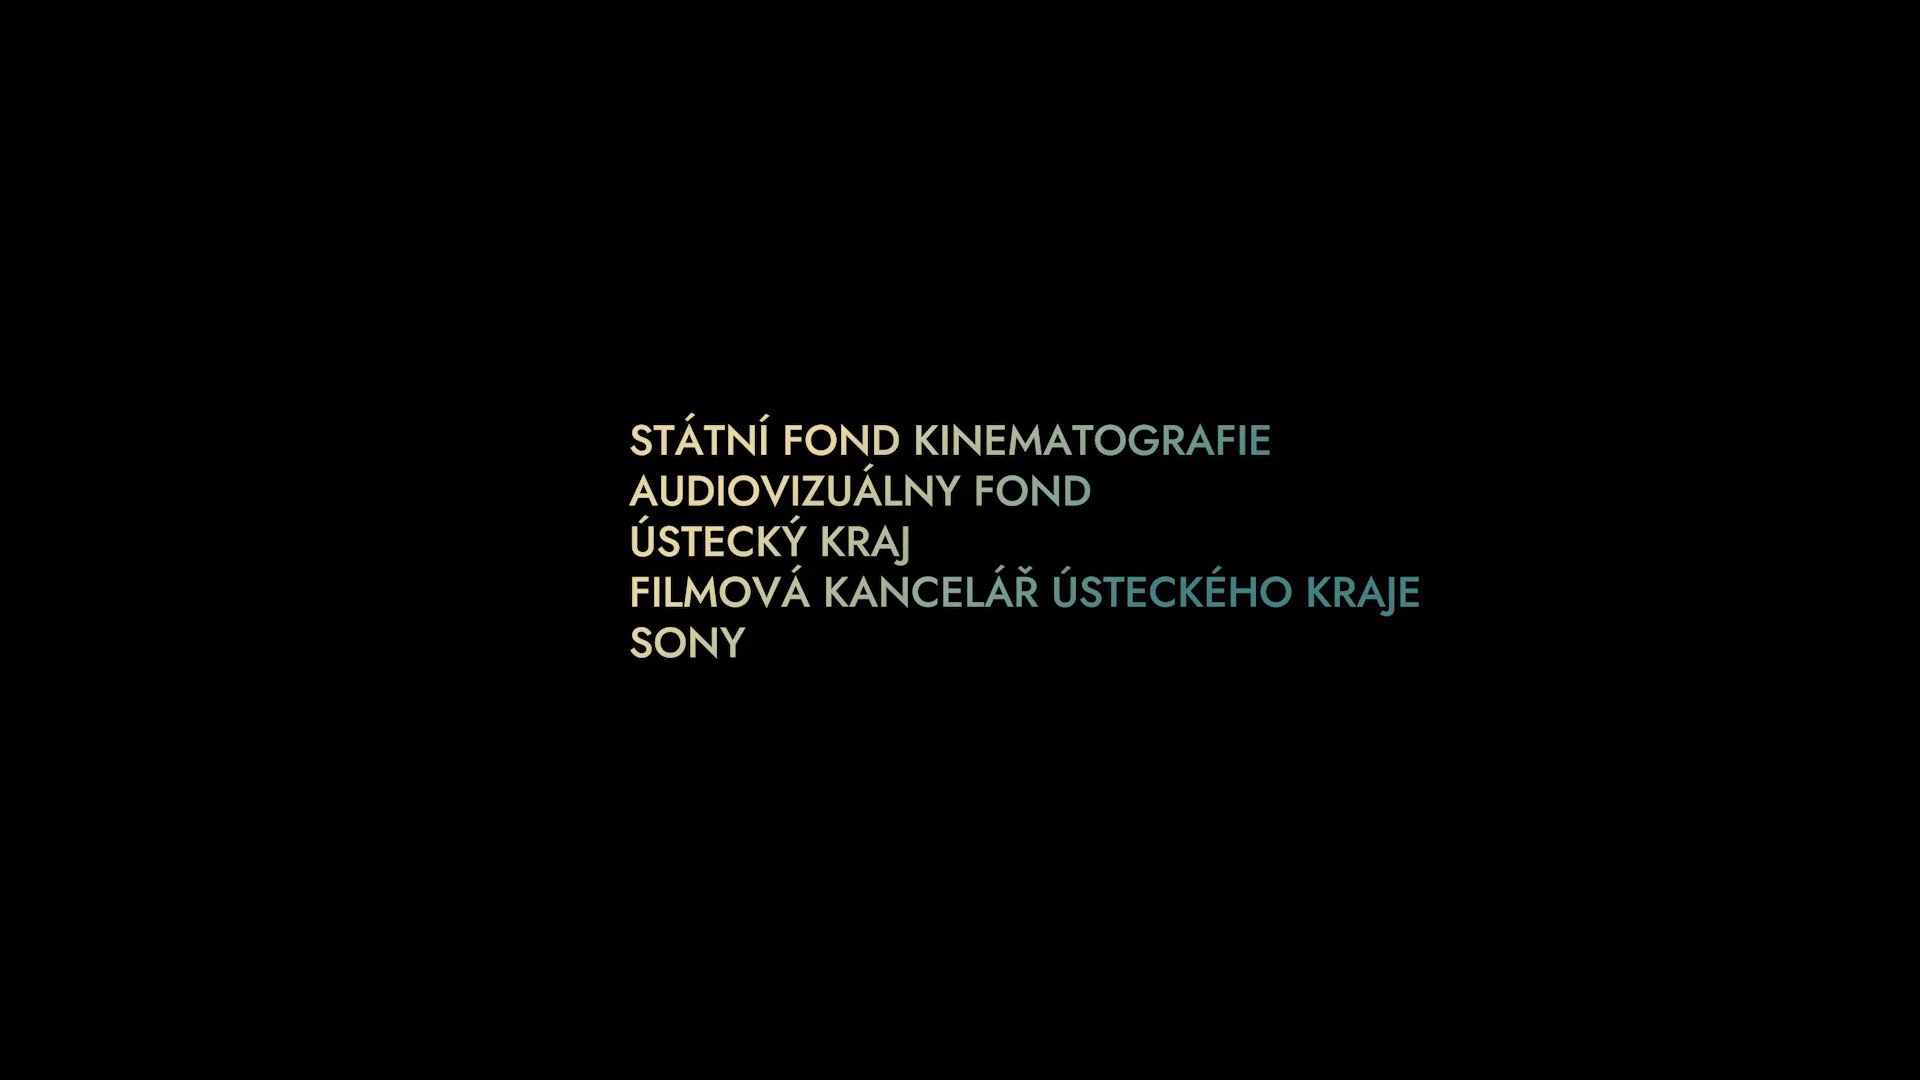 STÁTNÍ FOND KINEMATOGRAFIE
AUDIOVIZUÁLNY FOND
ÚSTECKÝ KRAJ
FILMOVÁ KANCELÁŘ ÚSTECKÉHO KRAJE
SONY